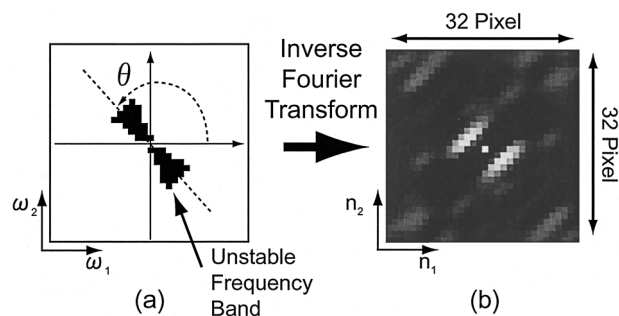 θ
ω₂
ω₁
Unstable
Frequency
Band
(a)
Inverse
Fourier
Transform
32 Pixel
32 Pixel
n₂
n₁
(b)